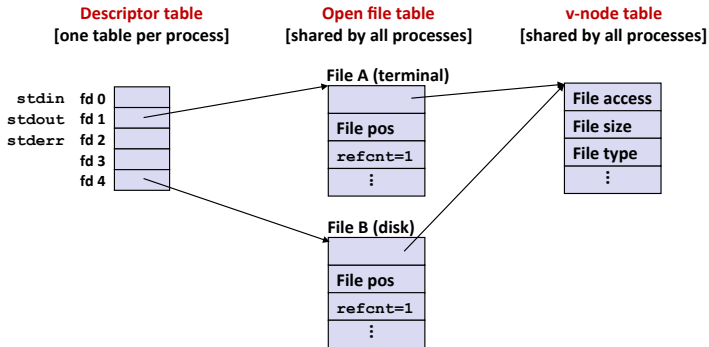 Descriptor table
[one table per process]
Open file table
[shared by all processes]
v-node table
[shared by all processes]
stdin fd 0
stdout fd 1
stderr fd 2
fd 3
fd 4
File A (terminal)
File pos
refcnt=1
⋮
File B (disk)
File pos
refcnt=1
⋮
File access
File size
File type
⋮